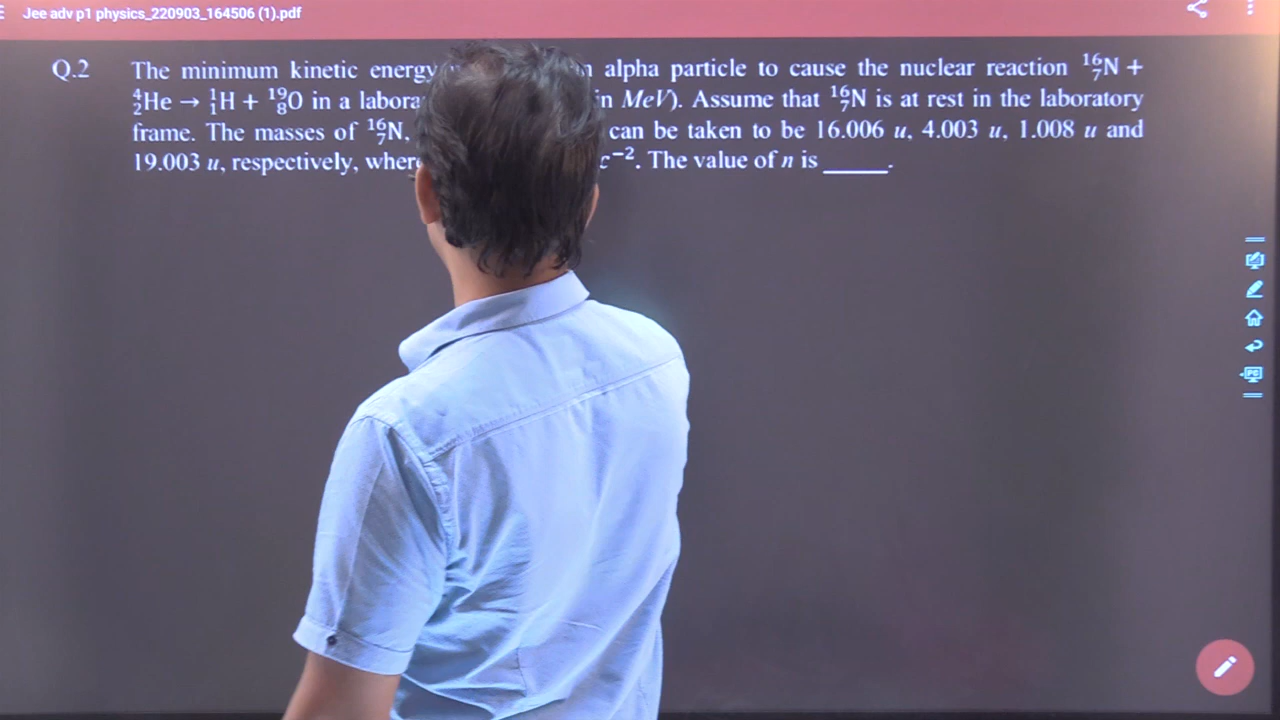 Jee adv p1 physics_220903_164506 (1).pdf
Q.2 The minimum kinetic energy alpha particle to cause the nuclear reaction ¹⁶₇N +
⁴₂He → ¹₁H + ¹⁹₈O in a in MeV). Assume that ¹⁶₇N is at rest in the laboratory
frame. The masses of ¹⁶₇N, can be taken to be 16.006 u, 4.003 u, 1.008 u and
19.003 u, respectively, c⁻². The value of n is _____.
PC